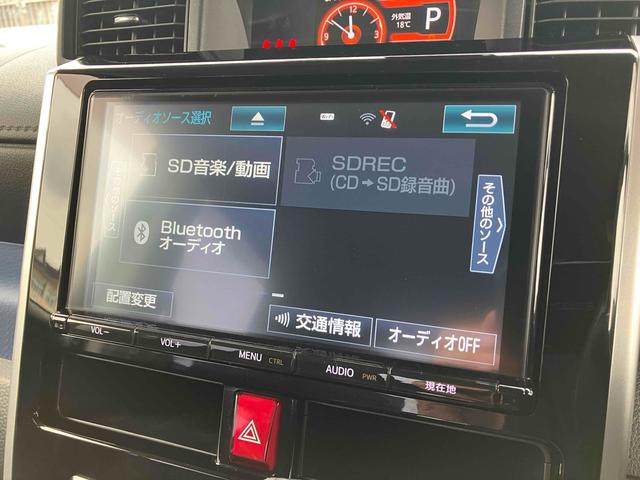 外気温
18℃
P
オーディオソース選択
Wi-Fi
SD音楽/動画
SDREC
(CD→SD録音曲)
その他のソース
Bluetooth
オーディオ
配置変更
交通情報
オーディオOFF
VOL−
VOL+
MENU CTRL
AUDIO PWR
現在地